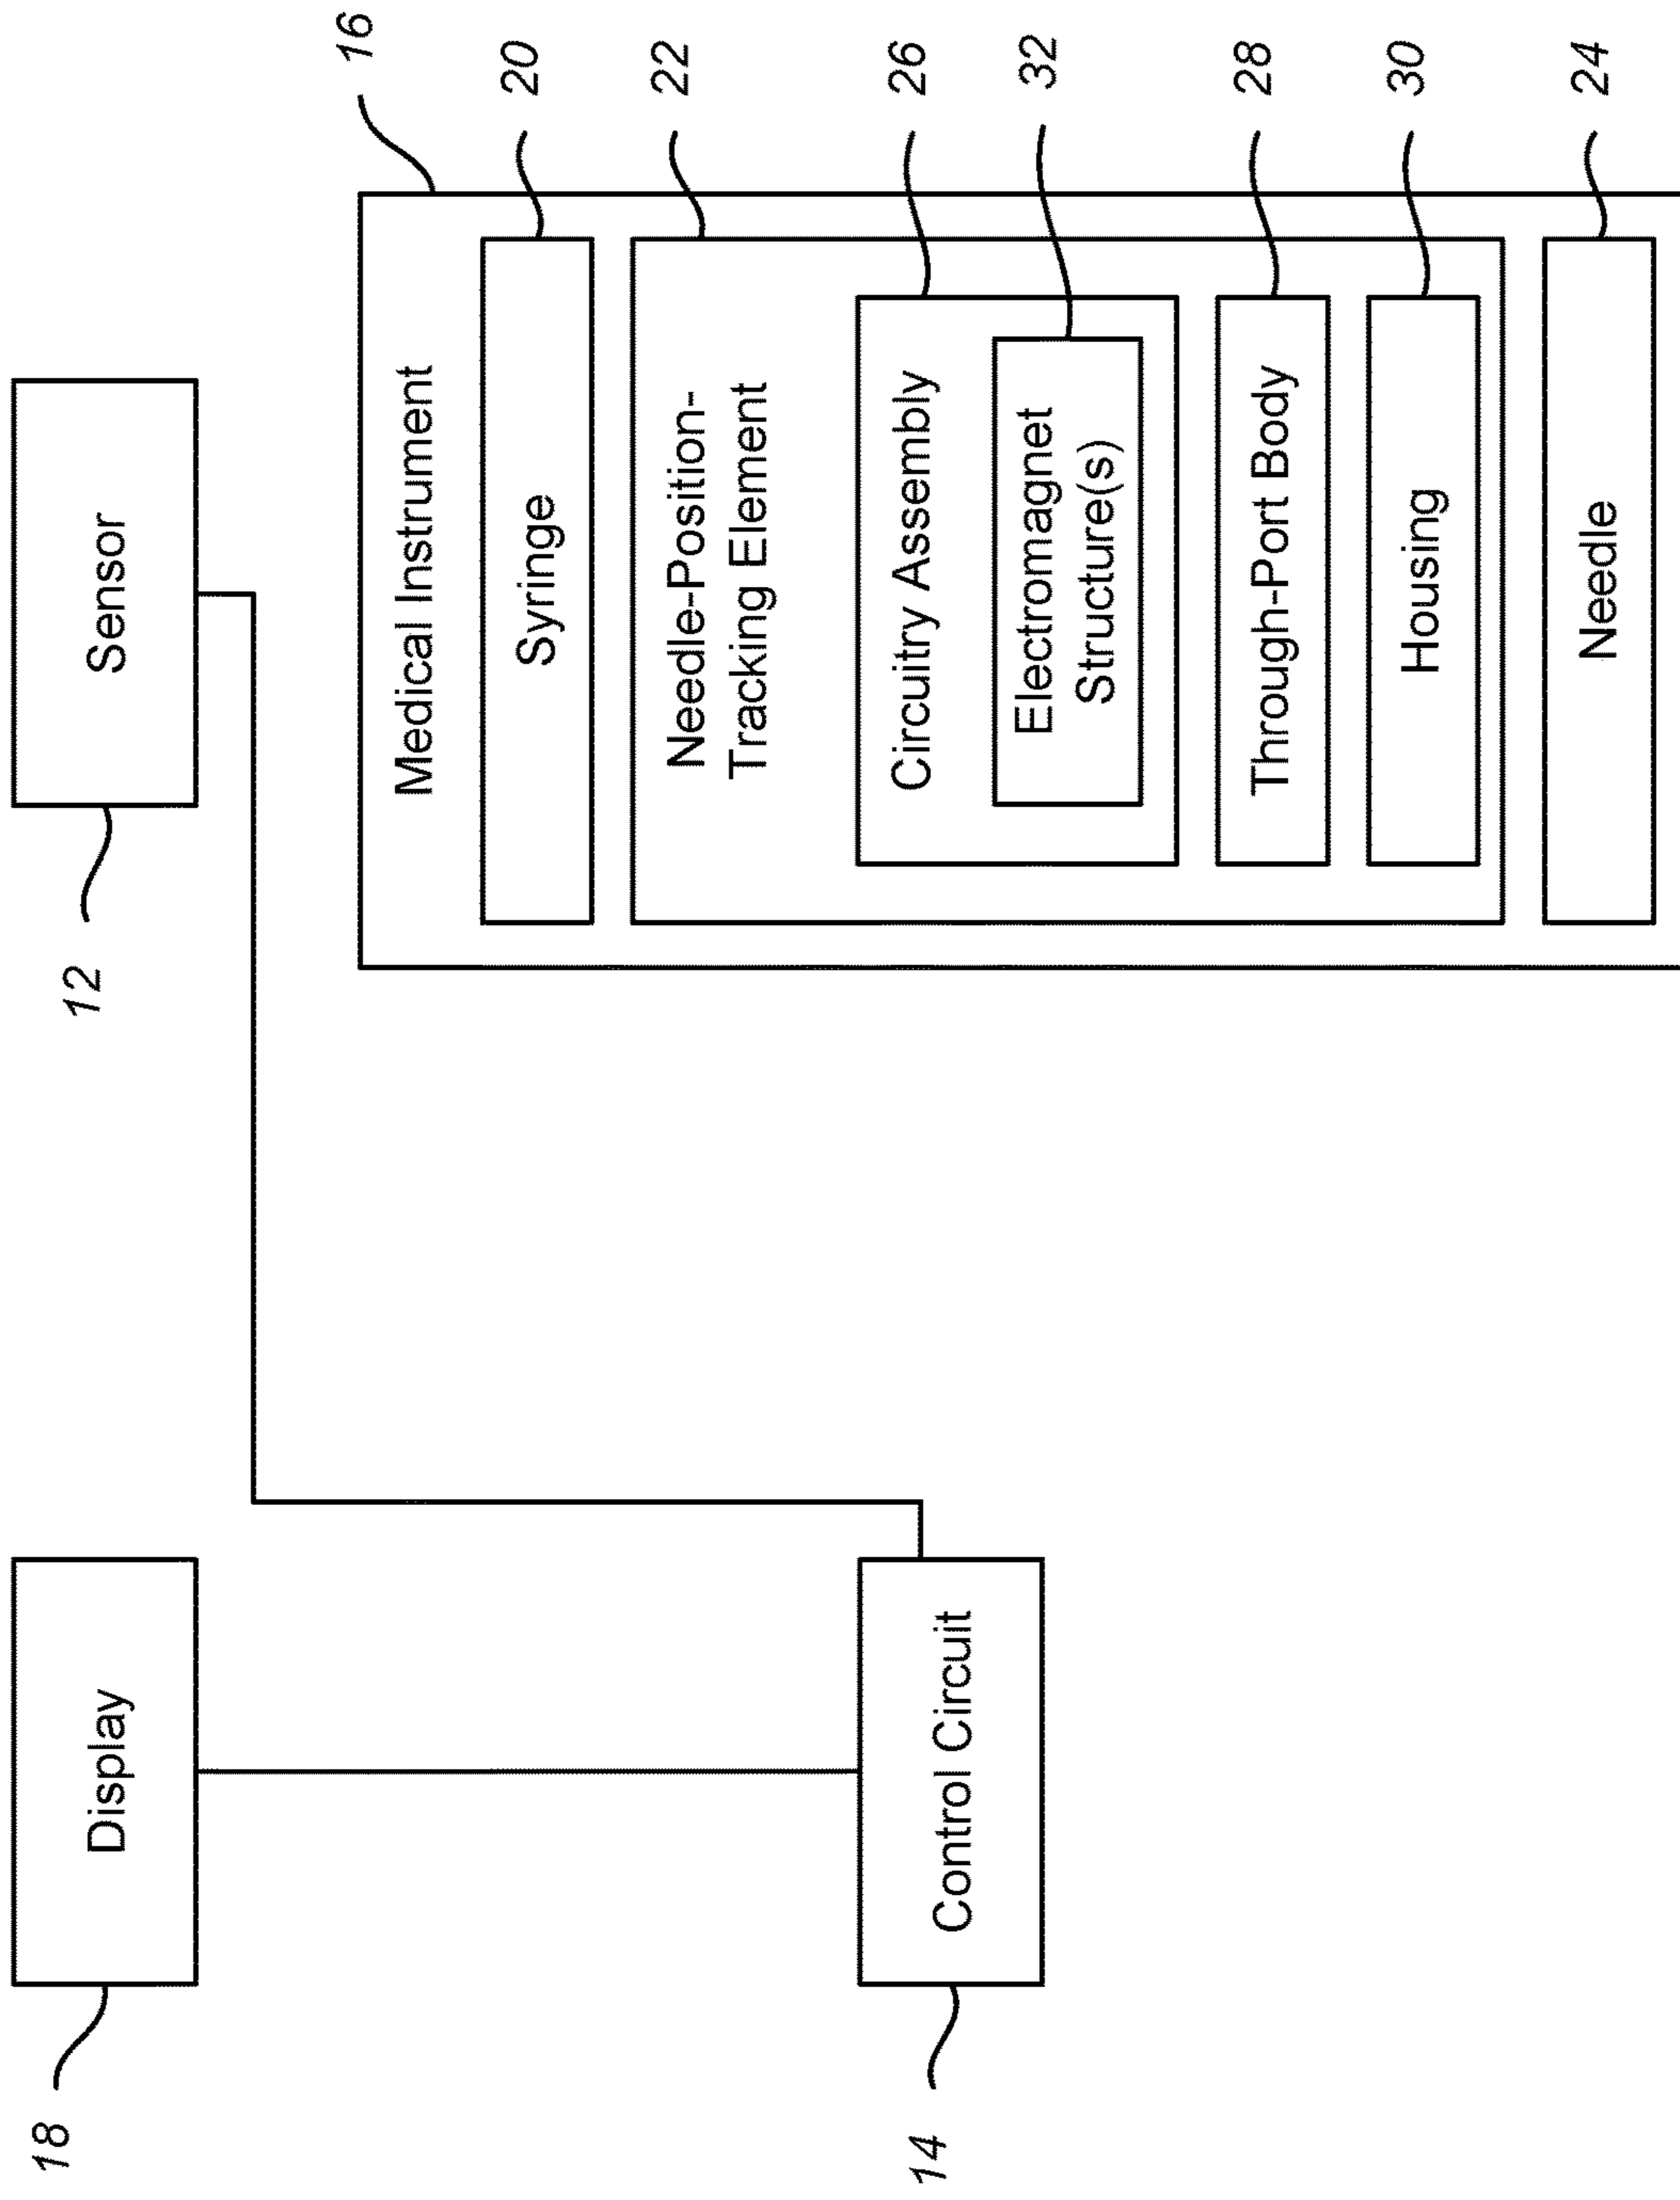 18
Display
12
Sensor
14
Control Circuit
16
Medical Instrument
20
Syringe
22
Needle-Position-
Tracking Element
26
Circuitry Assembly
32
Electromagnet
Structure(s)
28
Through-Port Body
30
Housing
24
Needle